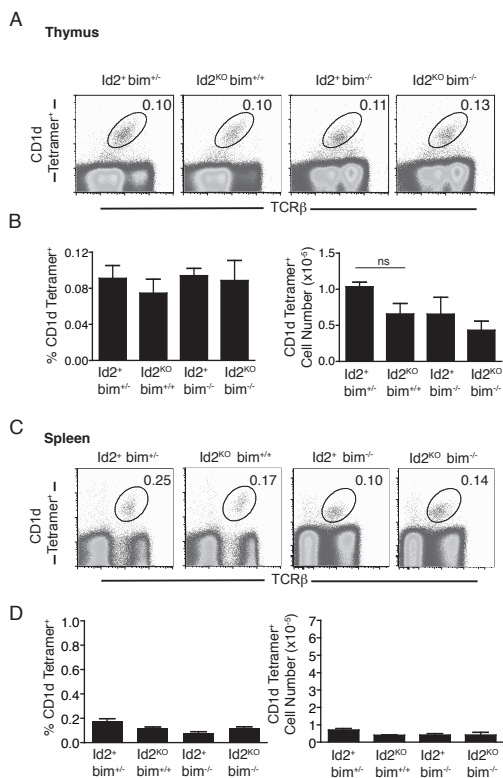 A
Thymus
Id2+ bim+/- Id2KO bim+/+ Id2+ bim-/- Id2KO bim-/-
0.10 0.10 0.11 0.13
CD1d
–Tetramer+ –
TCRβ
B
% CD1d Tetramer+
0.12
0.08
0.04
0.00
Id2+ Id2KO Id2+ Id2KO
bim+/- bim+/+ bim-/- bim-/-
CD1d Tetramer+
Cell Number (x10-5)
1.5
1.0
0.5
0.0
ns
Id2+ Id2KO Id2+ Id2KO
bim+/- bim+/+ bim-/- bim-/-
C
Spleen
Id2+ bim+/- Id2KO bim+/+ Id2+ bim-/- Id2KO bim-/-
0.25 0.17 0.10 0.14
CD1d
–Tetramer+ –
TCRβ
D
% CD1d Tetramer+
1.0
0.8
0.6
0.4
0.2
0.0
Id2+ Id2KO Id2+ Id2KO
bim+/- bim+/+ bim-/- bim-/-
CD1d Tetramer+
Cell Number (x10-5)
7
6
5
4
3
2
1
0
Id2+ Id2KO Id2+ Id2KO
bim+/- bim+/+ bim-/- bim-/-